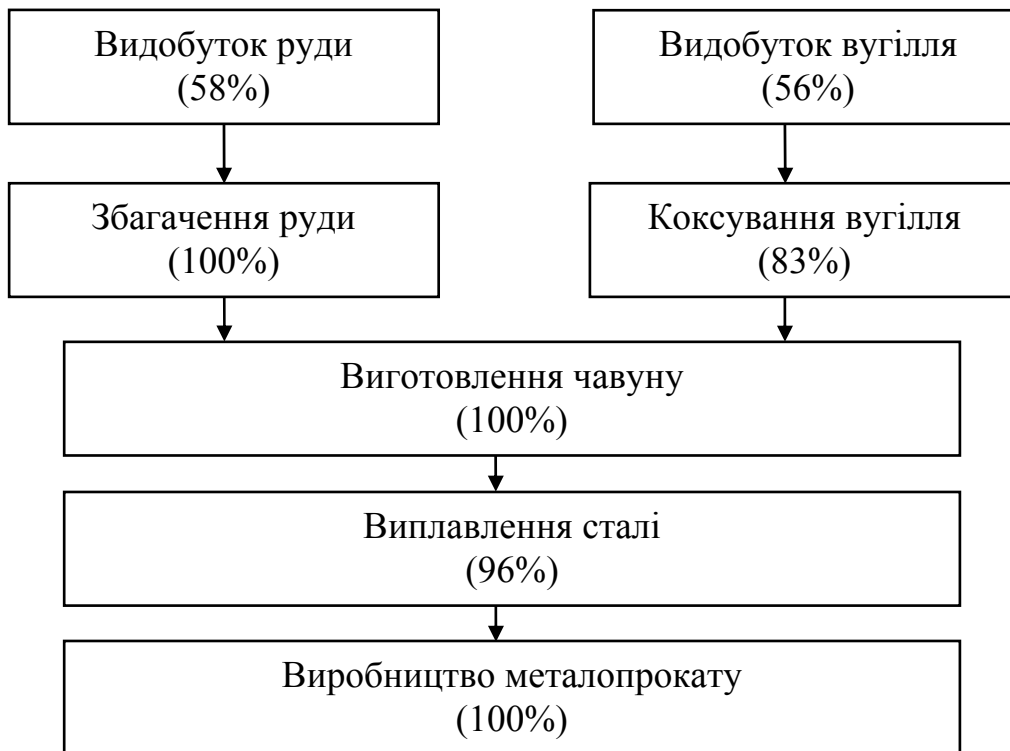 Видобуток руди
(58%)
Видобуток вугілля
(56%)
Збагачення руди
(100%)
Коксування вугілля
(83%)
Виготовлення чавуну
(100%)
Виплавлення сталі
(96%)
Виробництво металопрокату
(100%)